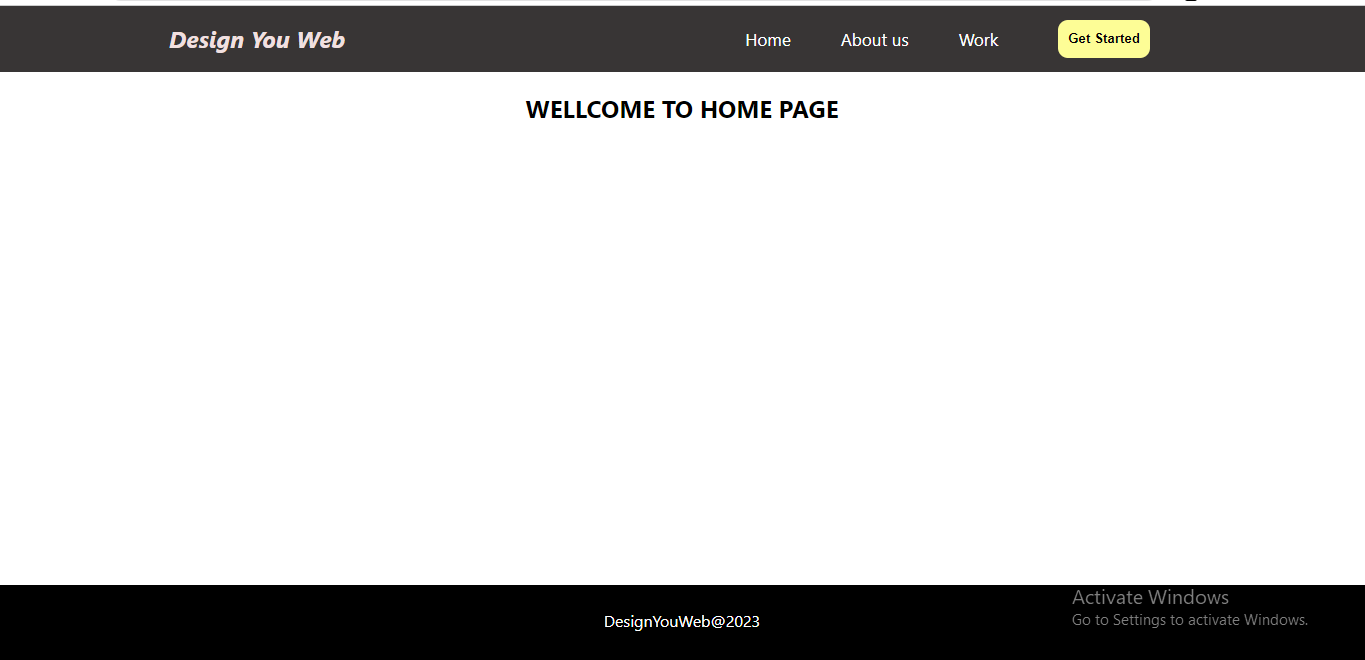 Design You Web
Home
About us
Work
Get Started
WELLCOME TO HOME PAGE
Activate Windows
DesignYouWeb@2023
Go to Settings to activate Windows.